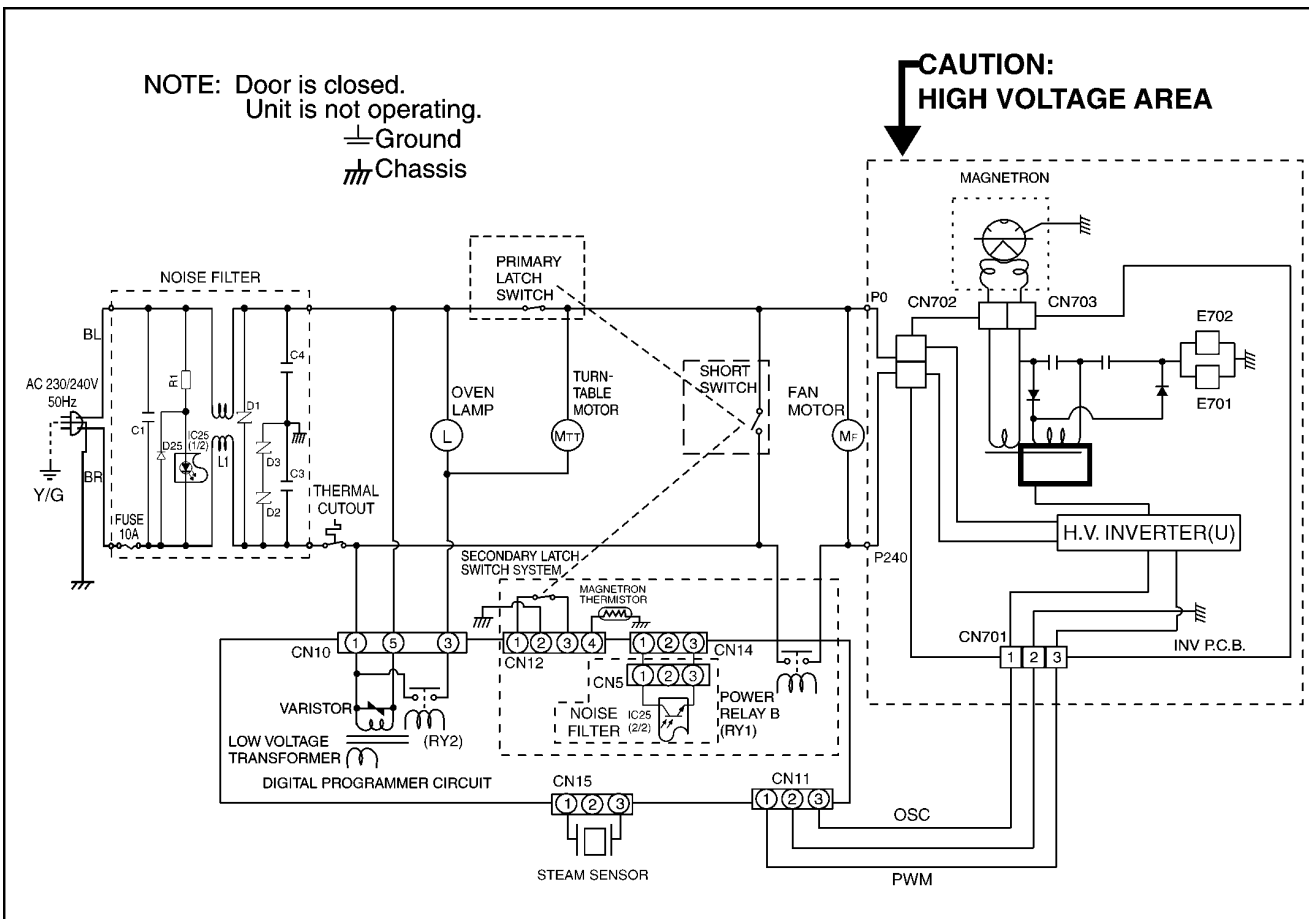 NOTE: Door is closed.
Unit is not operating.
Ground
Chassis
CAUTION:
HIGH VOLTAGE AREA
MAGNETRON
NOISE FILTER
PRIMARY
LATCH
SWITCH
P0
CN702
CN703
E702
E701
BL
AC 230/240V
50Hz
BR
Y/G
FUSE
10A
C1
R1
D25
IC25
(1/2)
L1
D1
D3
D2
C4
C3
THERMAL
CUTOUT
OVEN
LAMP
L
TURN-
TABLE
MOTOR
MTT
SHORT
SWITCH
FAN
MOTOR
MF
H.V. INVERTER(U)
P240
SECONDARY LATCH
SWITCH SYSTEM
MAGNETRON
THERMISTOR
CN10
1 5 3
CN12
1 2 3 4
1 2 3
CN14
CN5
1 2 3
NOISE
FILTER
IC25
(2/2)
POWER
RELAY B
(RY1)
VARISTOR
(RY2)
LOW VOLTAGE
TRANSFORMER
DIGITAL PROGRAMMER CIRCUIT
CN701
1 2 3
INV P.C.B.
CN15
1 2 3
STEAM SENSOR
CN11
1 2 3
OSC
PWM